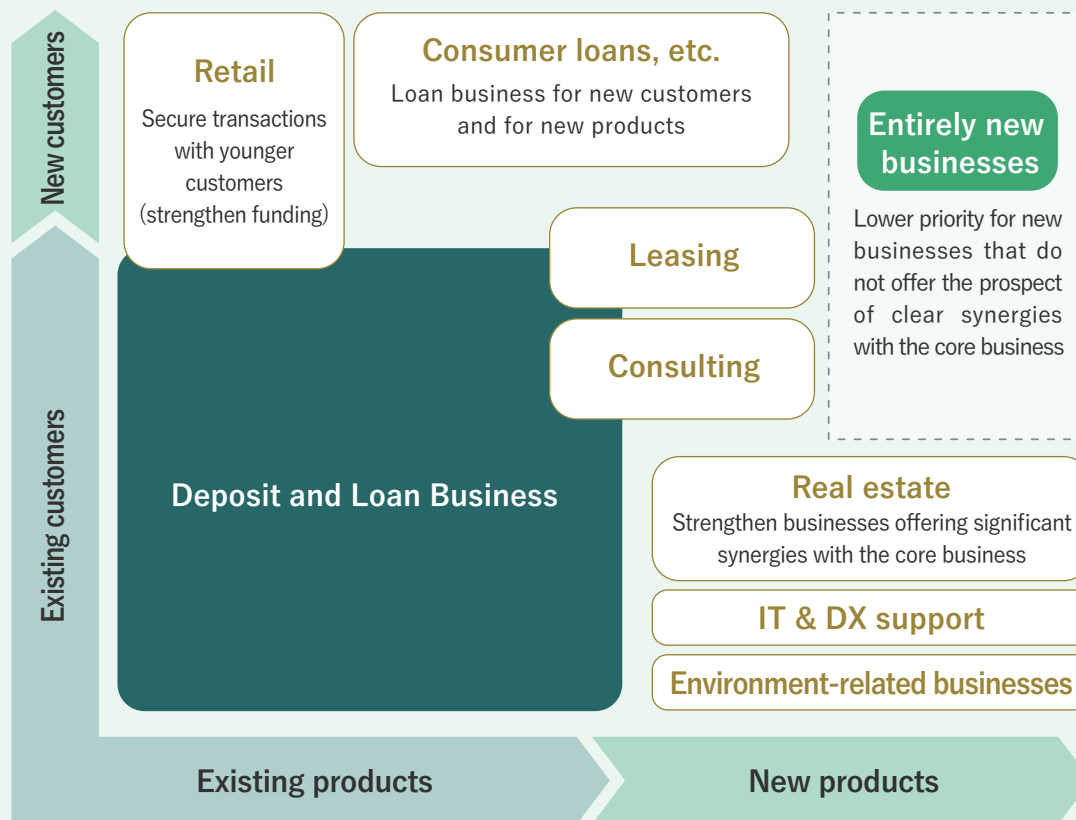 New customers
Existing customers
Retail
Secure transactions
with younger
customers
(strengthen funding)
Consumer loans, etc.
Loan business for new customers
and for new products
Entirely new
businesses
Lower priority for new
businesses that do
not offer the prospect
of clear synergies
with the core business
Leasing
Consulting
Deposit and Loan Business
Real estate
Strengthen businesses offering significant
synergies with the core business
IT & DX support
Environment-related businesses
Existing products
New products